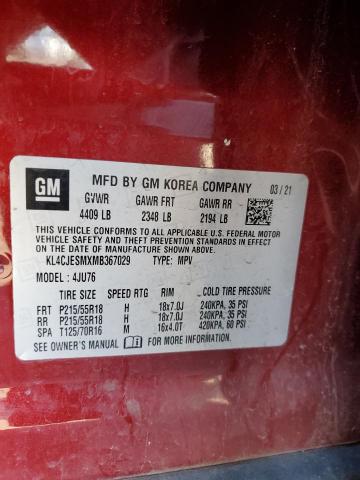 GM
MFD BY GM KOREA COMPANY 03/21
GVWR GAWR FRT GAWR RR
4409 LB 2348 LB 2194 LB
THIS VEHICLE CONFORMS TO ALL APPLICABLE U.S. FEDERAL MOTOR
VEHICLE SAFETY, BUMPER, AND THEFT PREVENTION STANDARDS
IN EFFECT ON THE DATE OF MANUFACTURE
SHOWN ABOVE.
KL4CJESMXMB367029 TYPE: MPV
MODEL: 4JU76
TIRE SIZE SPEED RTG RIM COLD TIRE PRESSURE
FRT P215/55R18 H 18x7.0J 240KPA, 35 PSI
RR P215/55R18 H 18x7.0J 240KPA, 35 PSI
SPA T125/70R16 M 16x4.0T 420KPA, 60 PSI
SEE OWNER'S MANUAL FOR MORE INFORMATION.